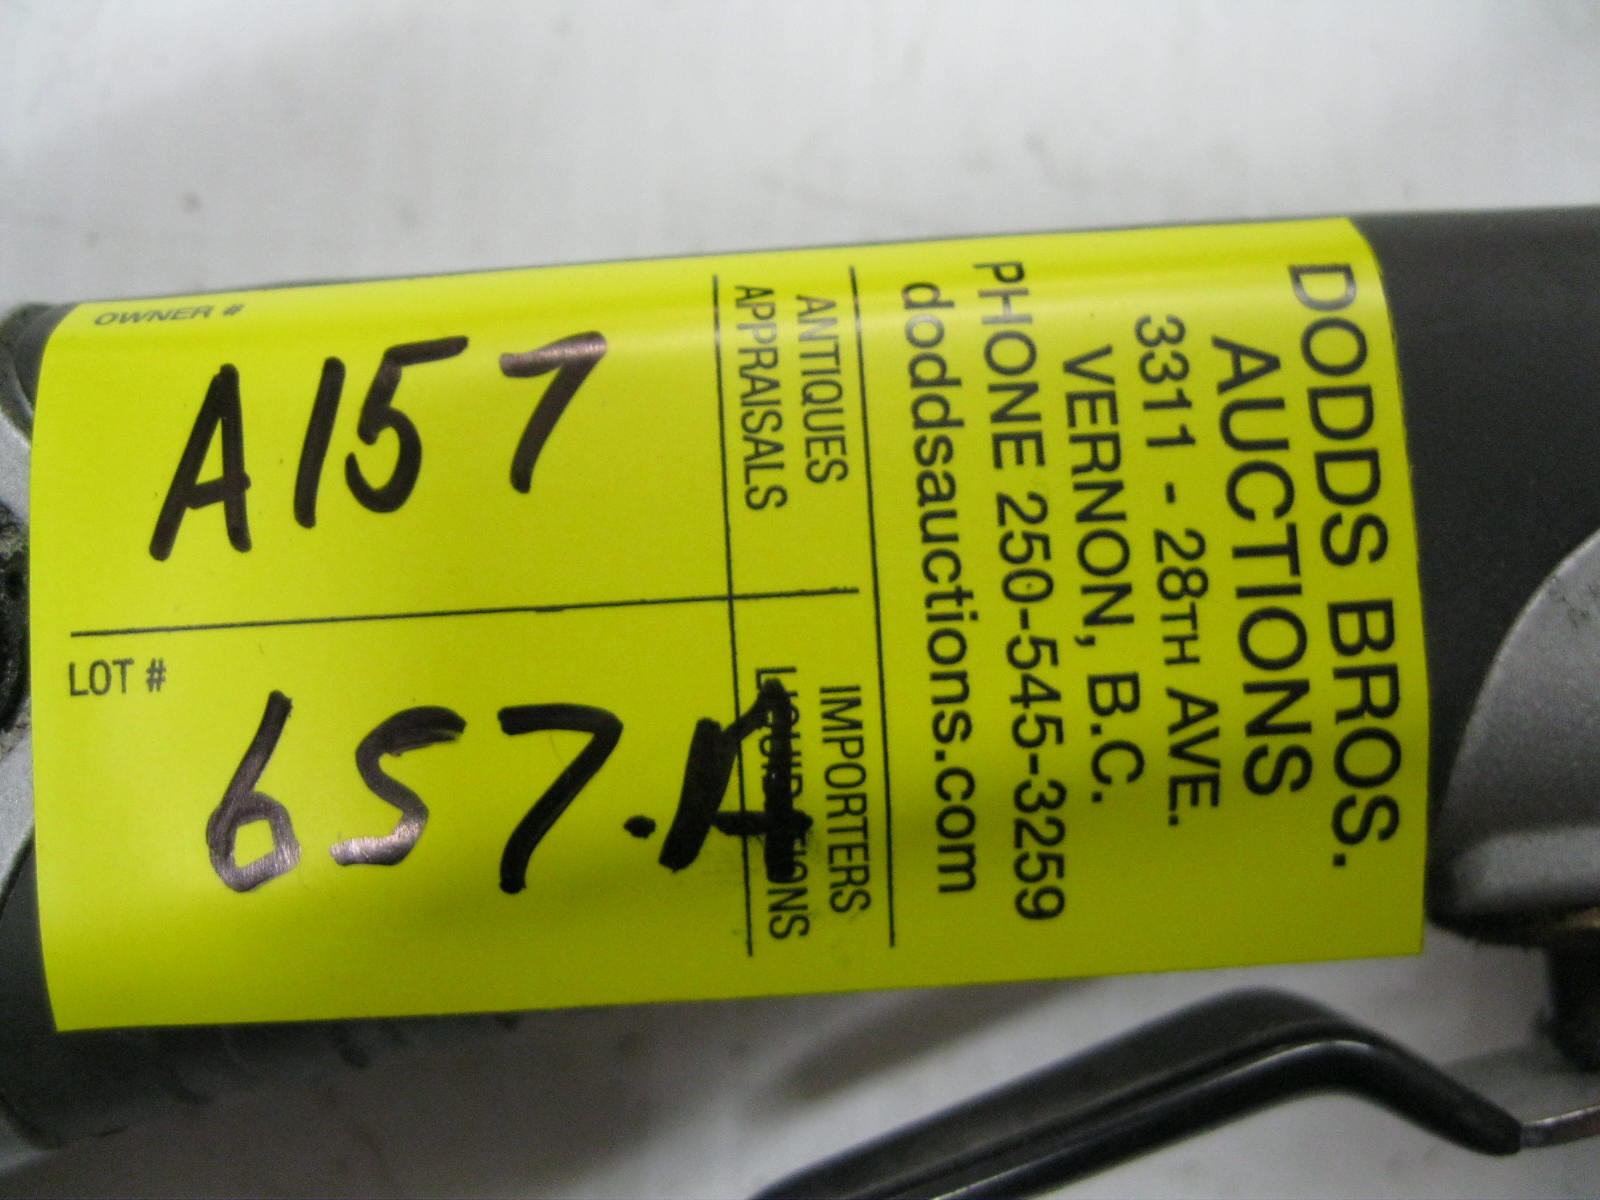 DODDS BROS.
AUCTIONS
3311 - 28TH AVE.
VERNON, B.C.
PHONE 250-545-3259
doddsauctions.com
ANTIQUES
APPRAISALS
IMPORTERS
LIQUIDATIONS
OWNER #
A157
LOT #
657.A